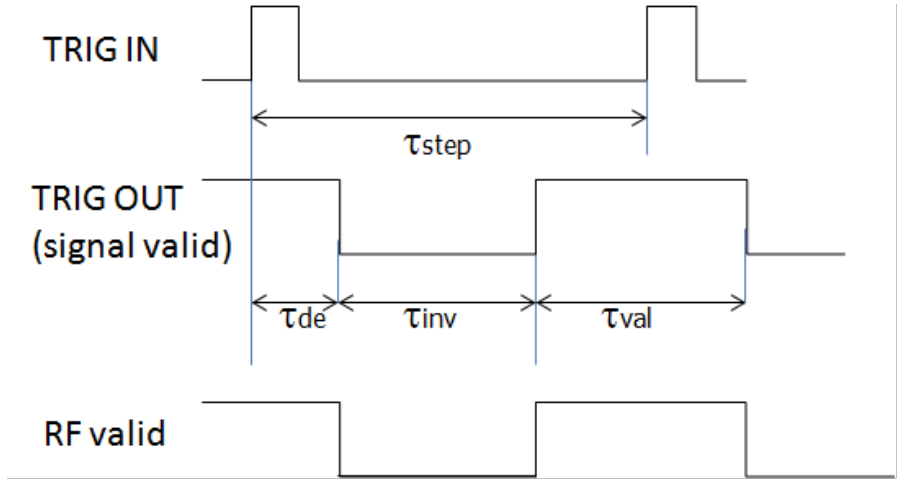 TRIG IN
τstep
TRIG OUT
(signal valid)
τde
τinv
τval
RF valid